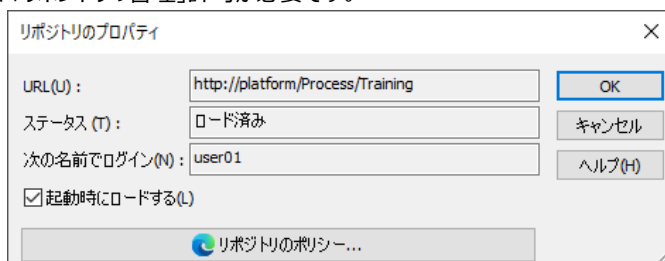 リポジトリのプロパティ
URL(U)： http://platform/Process/Training OK
ステータス (T)： ロード済み キャンセル
次の名前でログイン(N)： user01 ヘルプ(H)
起動時にロードする(L)
リポジトリのポリシー...